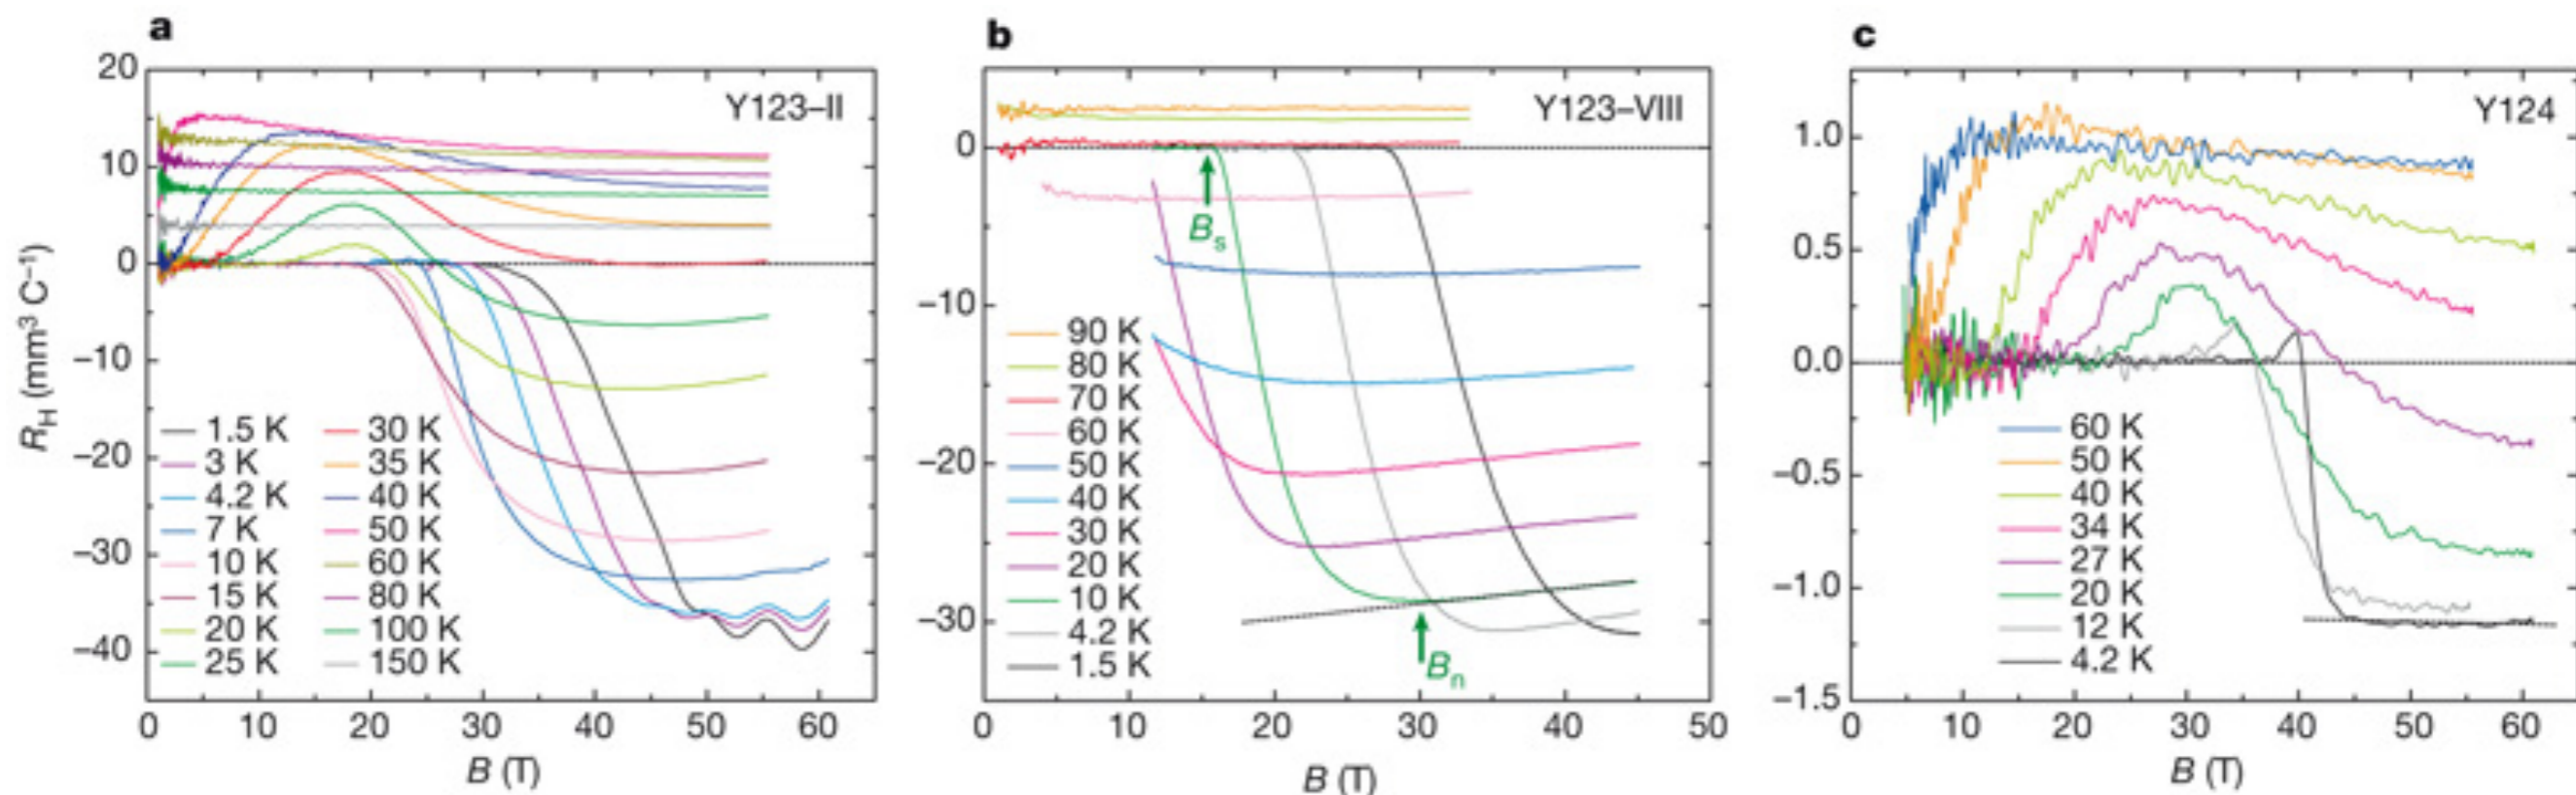 a
Y123–II
R_H (mm³ C⁻¹)
20
10
0
−10
−20
−30
−40
1.5 K 30 K
3 K 35 K
4.2 K 40 K
7 K 50 K
10 K 60 K
15 K 80 K
20 K 100 K
25 K 150 K
0 10 20 30 40 50 60
B (T)
b
Y123–VIII
0
−10
−20
−30
B_s
90 K
80 K
70 K
60 K
50 K
40 K
30 K
20 K
10 K
4.2 K
1.5 K
B_n
0 10 20 30 40 50
B (T)
c
Y124
1.0
0.5
0.0
−0.5
−1.0
−1.5
60 K
50 K
40 K
34 K
27 K
20 K
12 K
4.2 K
0 10 20 30 40 50 60
B (T)